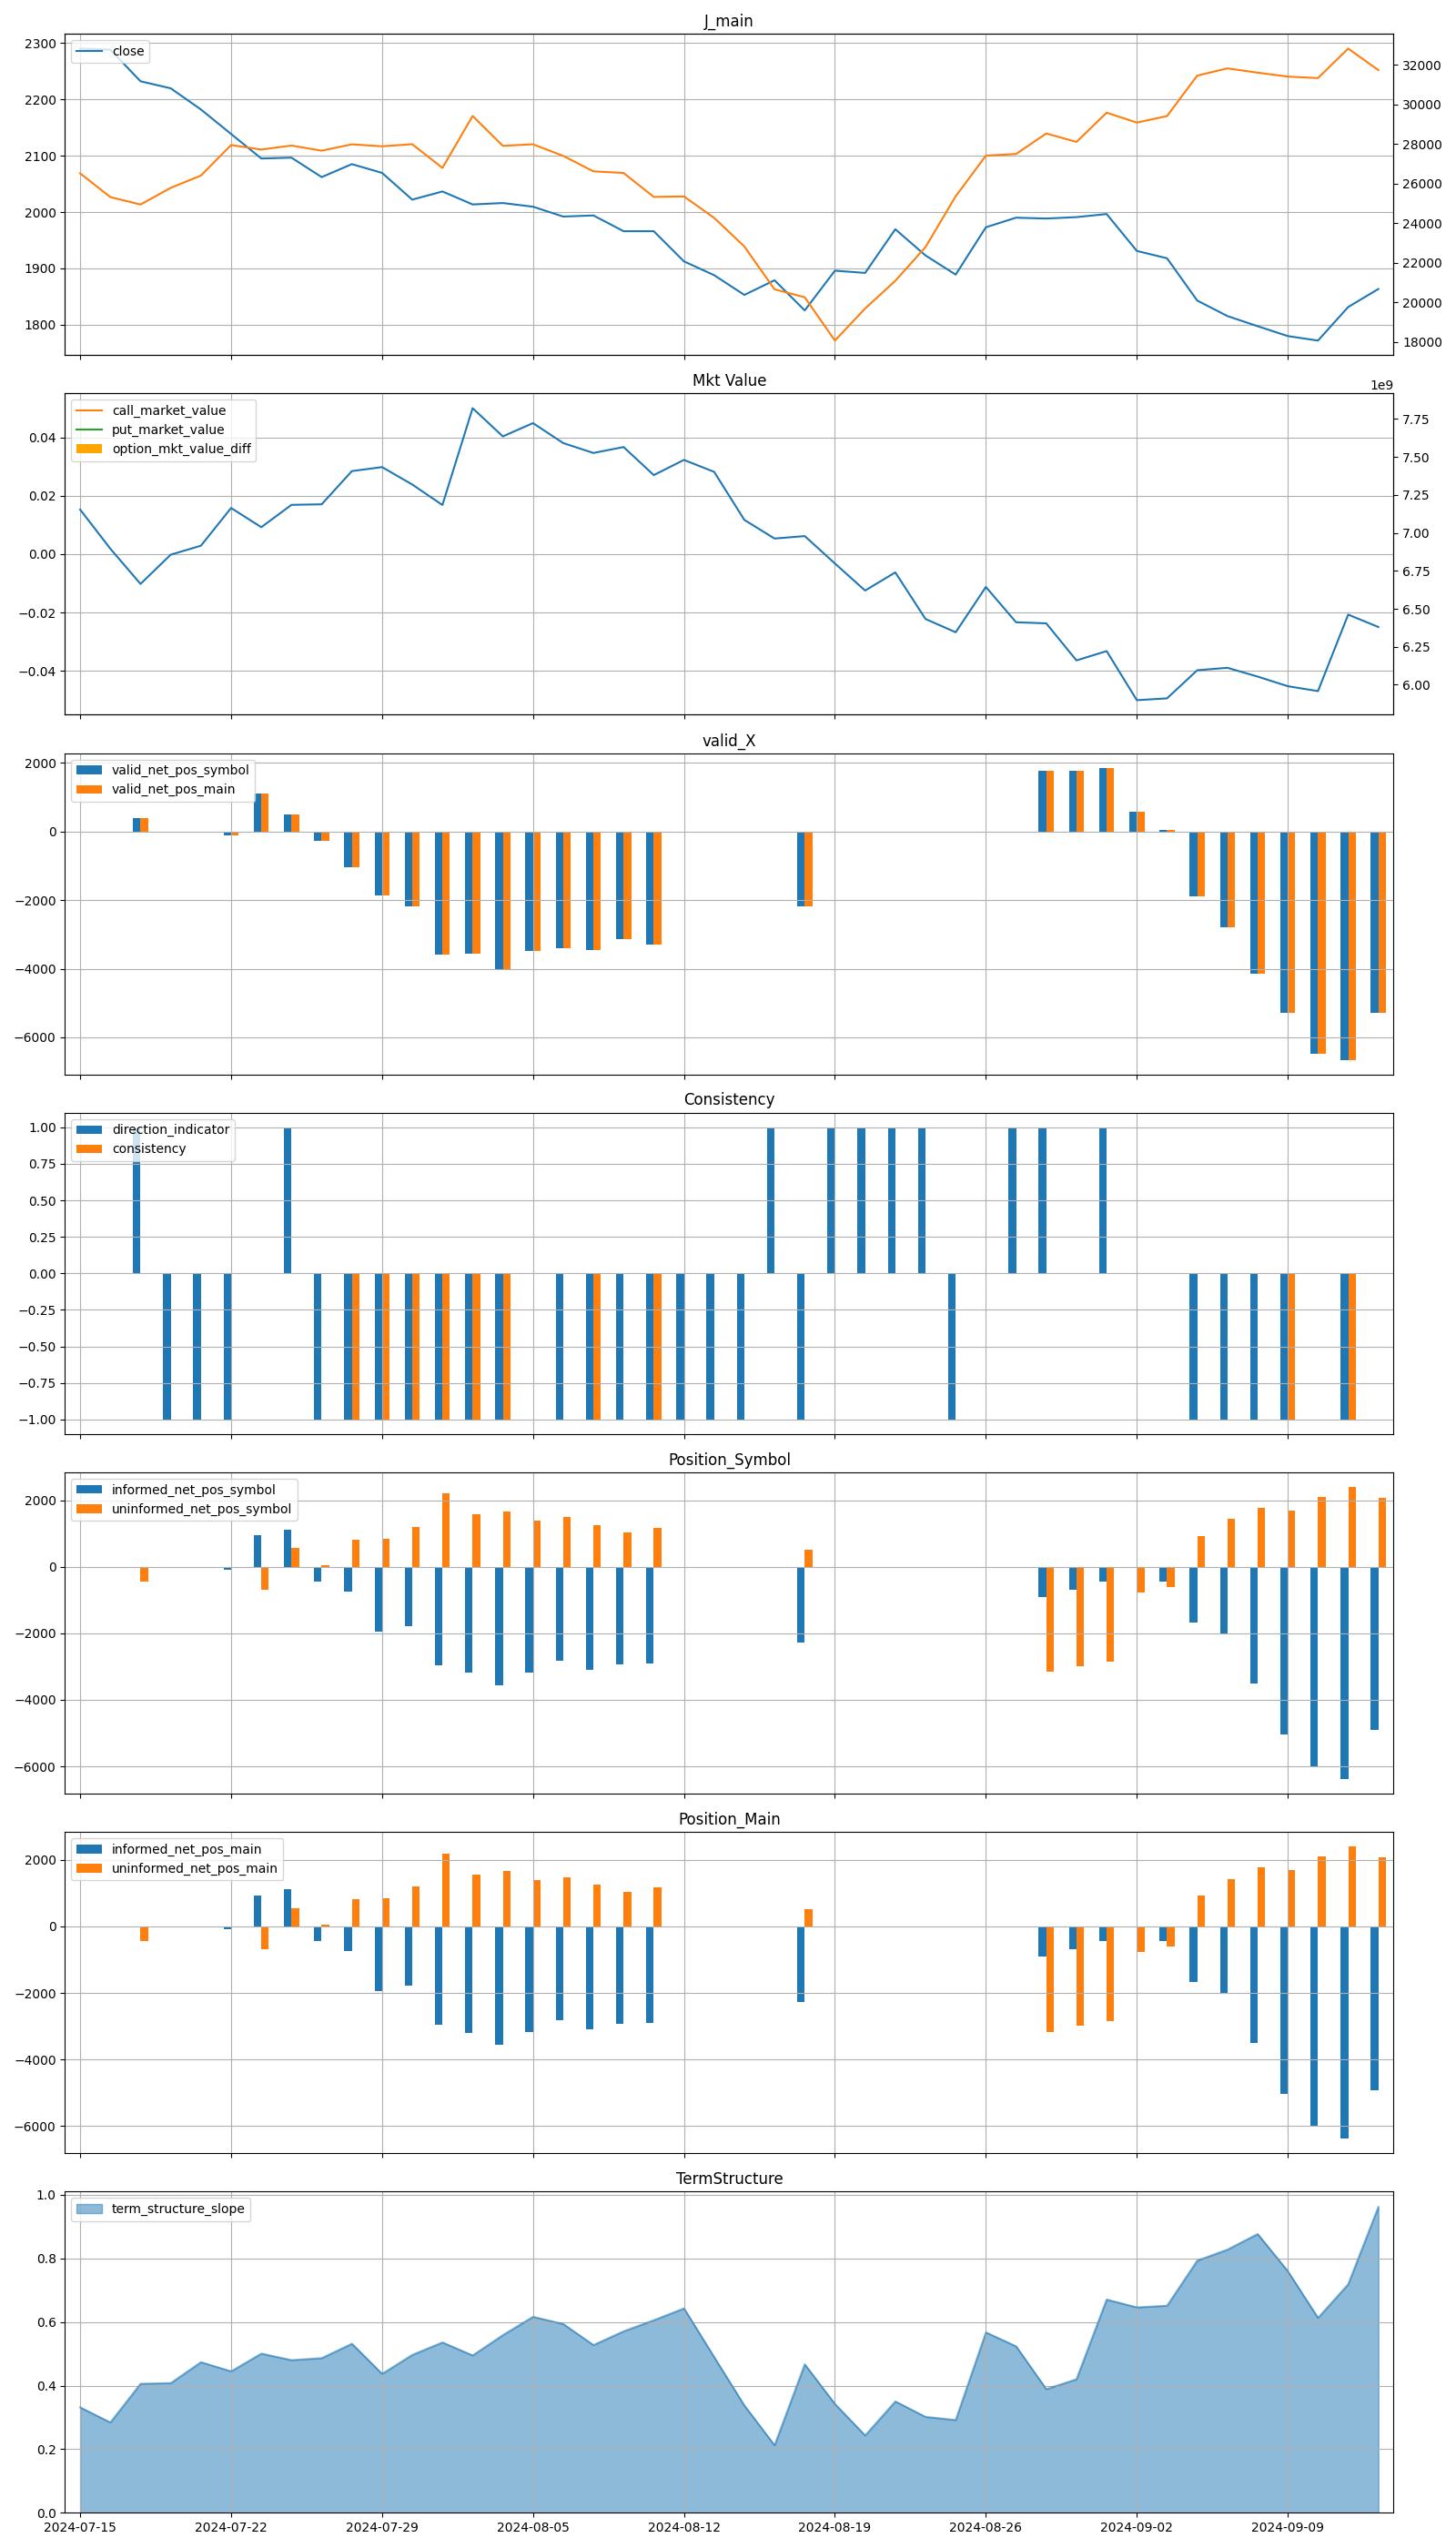 J_main
close
2300
2200
2100
2000
1900
1800
32000
30000
28000
26000
24000
22000
20000
18000
Mkt Value
1e9
call_market_value
put_market_value
option_mkt_value_diff
0.04
0.02
0.00
−0.02
−0.04
7.75
7.50
7.25
7.00
6.75
6.50
6.25
6.00
valid_X
valid_net_pos_symbol
valid_net_pos_main
2000
0
−2000
−4000
−6000
Consistency
direction_indicator
consistency
1.00
0.75
0.50
0.25
0.00
−0.25
−0.50
−0.75
−1.00
Position_Symbol
informed_net_pos_symbol
uninformed_net_pos_symbol
2000
0
−2000
−4000
−6000
Position_Main
informed_net_pos_main
uninformed_net_pos_main
2000
0
−2000
−4000
−6000
TermStructure
term_structure_slope
1.0
0.8
0.6
0.4
0.2
0.0
2024-07-15 2024-07-22 2024-07-29 2024-08-05 2024-08-12 2024-08-19 2024-08-26 2024-09-02 2024-09-09